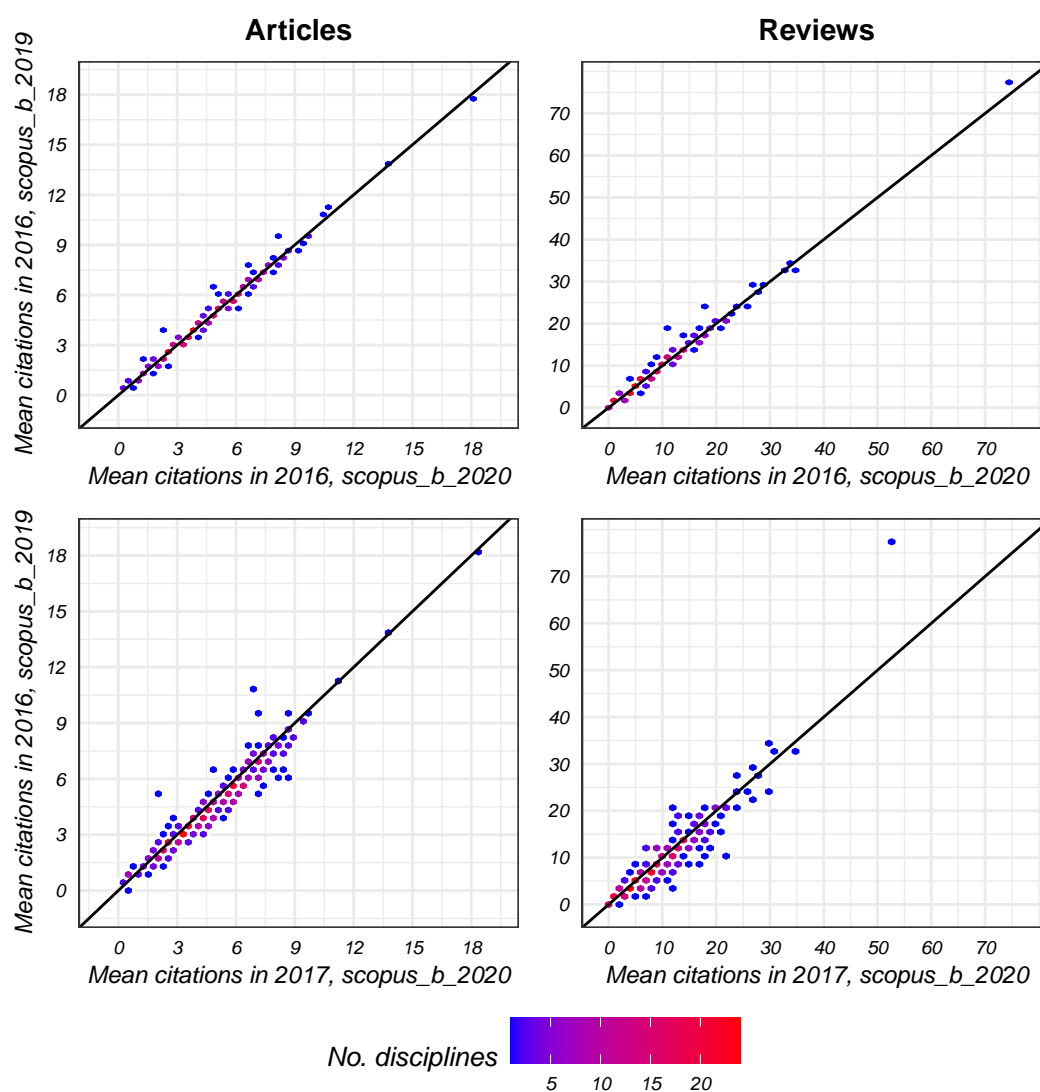 Articles
Reviews
Mean citations in 2016, scopus_b_2019
18
15
12
9
6
3
0
0 3 6 9 12 15 18
Mean citations in 2016, scopus_b_2020
70
60
50
40
30
20
10
0
0 10 20 30 40 50 60 70
Mean citations in 2016, scopus_b_2020
Mean citations in 2016, scopus_b_2019
18
15
12
9
6
3
0
0 3 6 9 12 15 18
Mean citations in 2017, scopus_b_2020
70
60
50
40
30
20
10
0
0 10 20 30 40 50 60 70
Mean citations in 2017, scopus_b_2020
No. disciplines
5 10 15 20